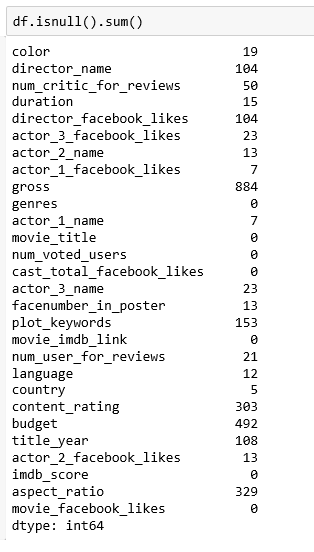 df.isnull().sum()
color 19
director_name 104
num_critic_for_reviews 50
duration 15
director_facebook_likes 104
actor_3_facebook_likes 23
actor_2_name 13
actor_1_facebook_likes 7
gross 884
genres 0
actor_1_name 7
movie_title 0
num_voted_users 0
cast_total_facebook_likes 0
actor_3_name 23
facenumber_in_poster 13
plot_keywords 153
movie_imdb_link 0
num_user_for_reviews 21
language 12
country 5
content_rating 303
budget 492
title_year 108
actor_2_facebook_likes 13
imdb_score 0
aspect_ratio 329
movie_facebook_likes 0
dtype: int64